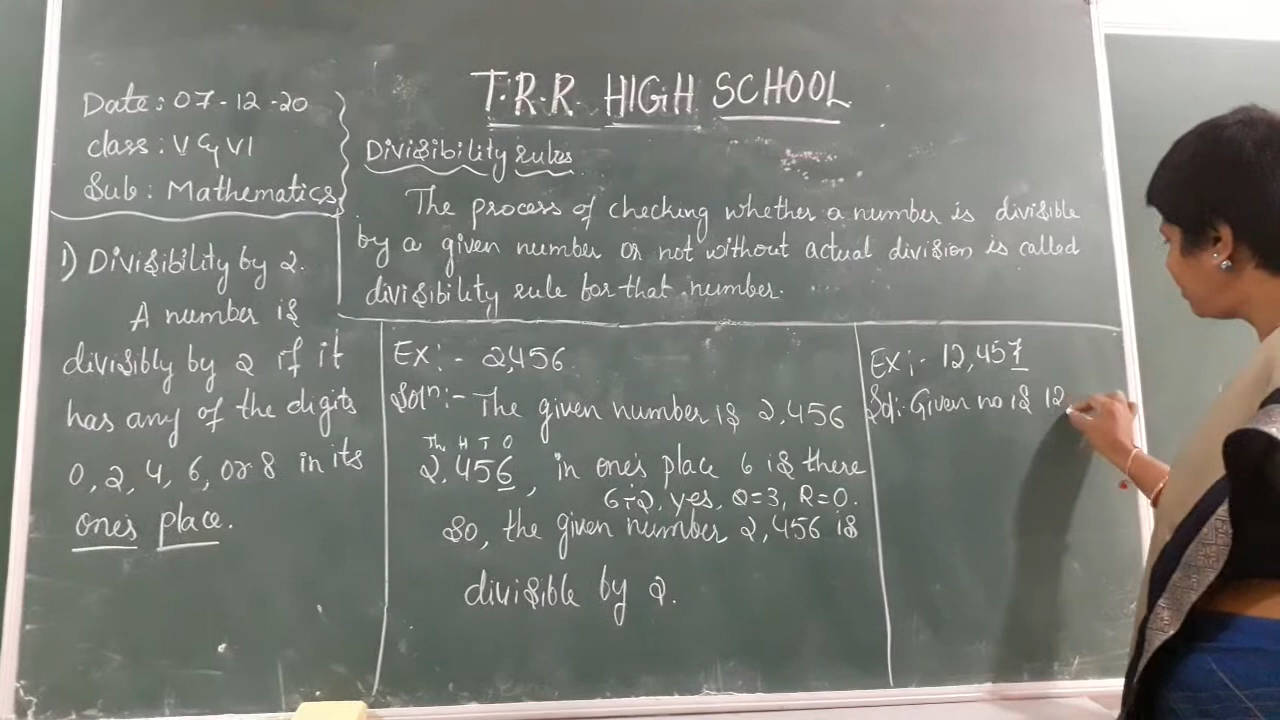 T.R.R. HIGH SCHOOL
Date: 07-12-20
class: V & VI
Sub: Mathematics
Divisibility rules
The process of checking whether a number is divisible
by a given number or not without actual division is called
divisibility rule for that number.
1) Divisibility by 2.
A number is
divisibly by 2 if it
has any of the digits
0, 2, 4, 6, or 8 in its
one's place.
Ex:- 2,456
Soln:- The given number is 2,456
Th H T O
2,456, in one's place 6 is there
6÷2, yes, Q=3, R=0.
So, the given number 2,456 is
divisible by 2.
Ex:- 12,457
Sol:- Given no is 12